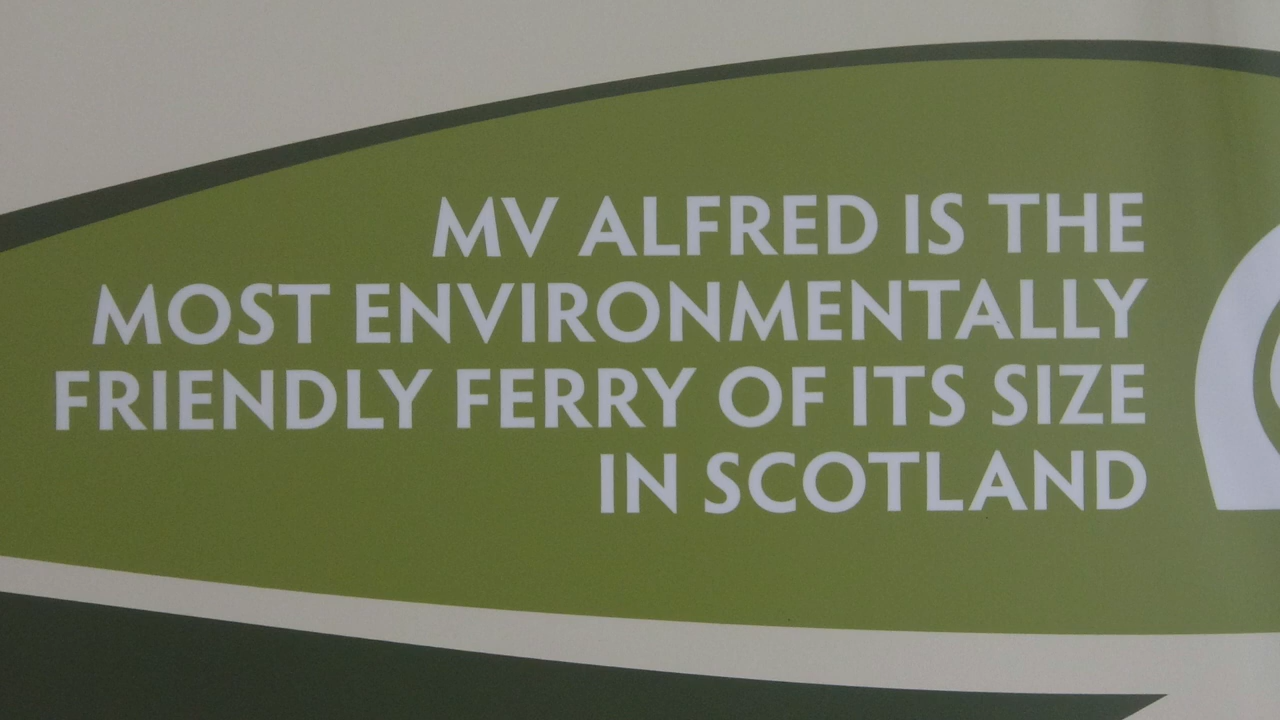 MV ALFRED IS THE
MOST ENVIRONMENTALLY
FRIENDLY FERRY OF ITS SIZE
IN SCOTLAND